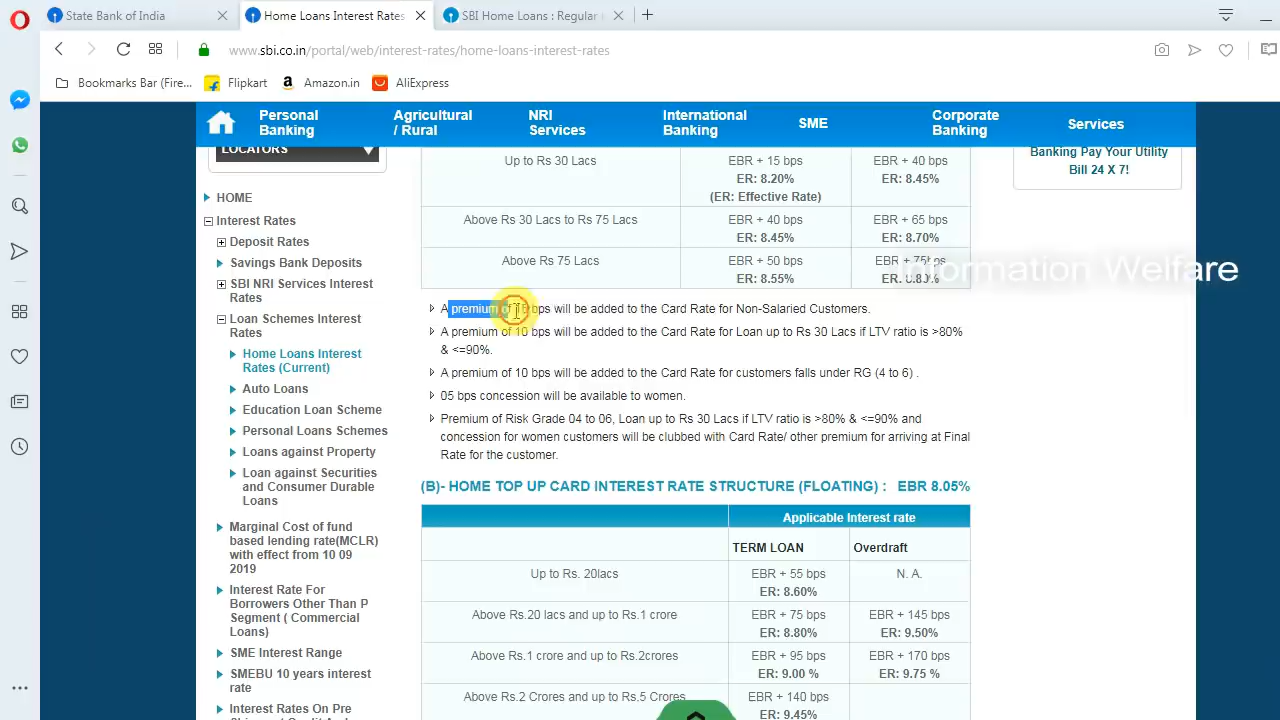 State Bank of India
Home Loans Interest Rates
SBI Home Loans : Regular
www.sbi.co.in/portal/web/interest-rates/home-loans-interest-rates
Bookmarks Bar (Fire...
Flipkart
Amazon.in
AliExpress
Personal Banking
Agricultural / Rural
NRI Services
International Banking
SME
Corporate Banking
Services
LOCATORS
HOME
Interest Rates
Deposit Rates
Savings Bank Deposits
SBI NRI Services Interest
Rates
Loan Schemes Interest
Rates
Home Loans Interest
Rates (Current)
Auto Loans
Education Loan Scheme
Personal Loans Schemes
Loans against Property
Loan against Securities
and Consumer Durable
Loans
Marginal Cost of fund
based lending rate(MCLR)
with effect from 10 09
2019
Interest Rate For
Borrowers Other Than P
Segment ( Commercial
Loans)
SME Interest Range
SMEBU 10 years interest
rate
Interest Rates On Pre
Up to Rs 30 Lacs
EBR + 15 bps
EBR + 40 bps
ER: 8.20%
ER: 8.45%
(ER: Effective Rate)
Above Rs 30 Lacs to Rs 75 Lacs
EBR + 40 bps
EBR + 65 bps
ER: 8.45%
ER: 8.70%
Above Rs 75 Lacs
EBR + 50 bps
EBR + 75 bps
ER: 8.55%
ER: 8.80%
A premium of bps will be added to the Card Rate for Non-Salaried Customers.
A premium of 10 bps will be added to the Card Rate for Loan up to Rs 30 Lacs if LTV ratio is >80%
& <=90%.
A premium of 10 bps will be added to the Card Rate for customers falls under RG (4 to 6) .
05 bps concession will be available to women.
Premium of Risk Grade 04 to 06, Loan up to Rs 30 Lacs if LTV ratio is >80% & <=90% and
concession for women customers will be clubbed with Card Rate/ other premium for arriving at Final
Rate for the customer.
(B)- HOME TOP UP CARD INTEREST RATE STRUCTURE (FLOATING) : EBR 8.05%
Applicable Interest rate
TERM LOAN
Overdraft
Up to Rs. 20lacs
EBR + 55 bps
N. A.
ER: 8.60%
Above Rs.20 lacs and up to Rs.1 crore
EBR + 75 bps
EBR + 145 bps
ER: 8.80%
ER: 9.50%
Above Rs.1 crore and up to Rs.2crores
EBR + 95 bps
EBR + 170 bps
ER: 9.00 %
ER: 9.75 %
Above Rs.2 Crores and up to Rs.5 Crores
EBR + 140 bps
ER: 9.45%
Banking Pay Your Utility
Bill 24 X 7!
Information Welfare